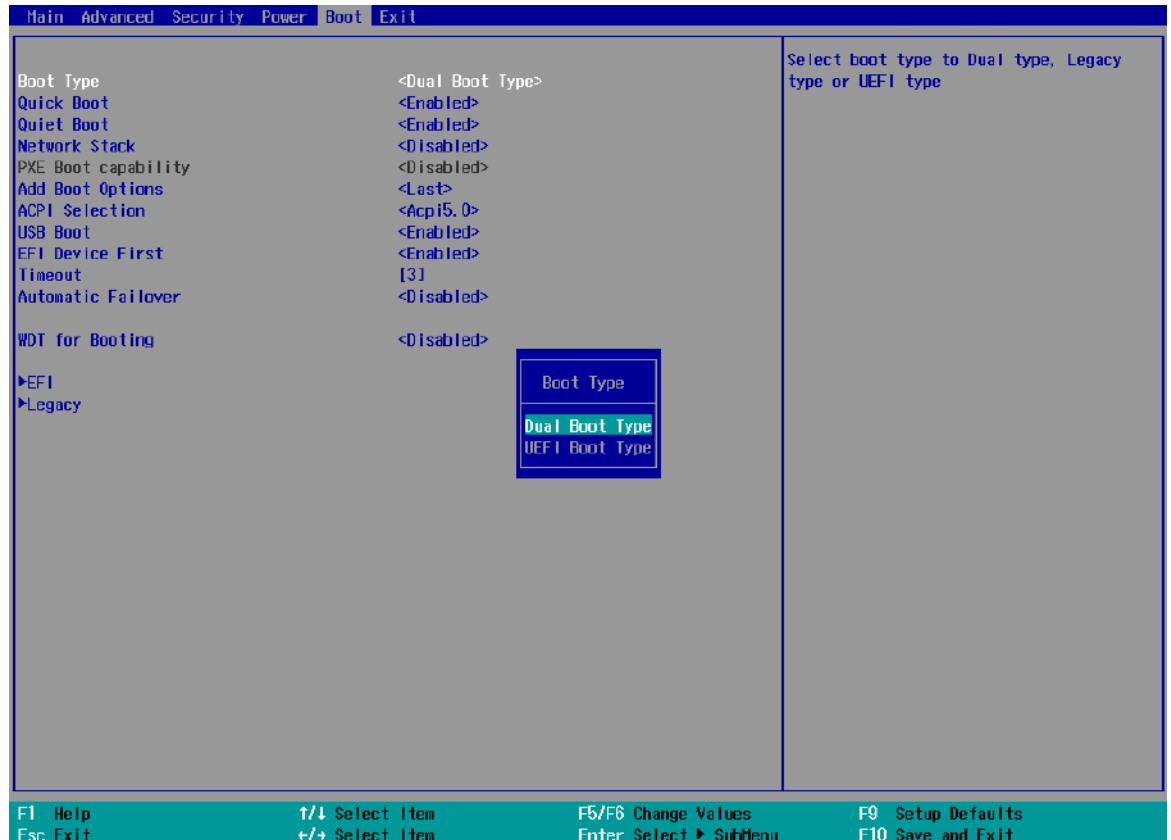 Main Advanced Security Power Boot Exit
Boot Type <Dual Boot Type>
Quick Boot <Enabled>
Quiet Boot <Enabled>
Network Stack <Disabled>
PXE Boot capability <Disabled>
Add Boot Options <Last>
ACPI Selection <Acpi5.0>
USB Boot <Enabled>
EFI Device First <Enabled>
Timeout [3]
Automatic Failover <Disabled>
WDT for Booting <Disabled>
▶EFI
▶Legacy
Boot Type
Dual Boot Type
UEFI Boot Type
Select boot type to Dual type, Legacy
type or UEFI type
F1 Help ↑/↓ Select Item F5/F6 Change Values F9 Setup Defaults
Esc Exit ←/→ Select Item Enter Select ▶ SubMenu F10 Save and Exit